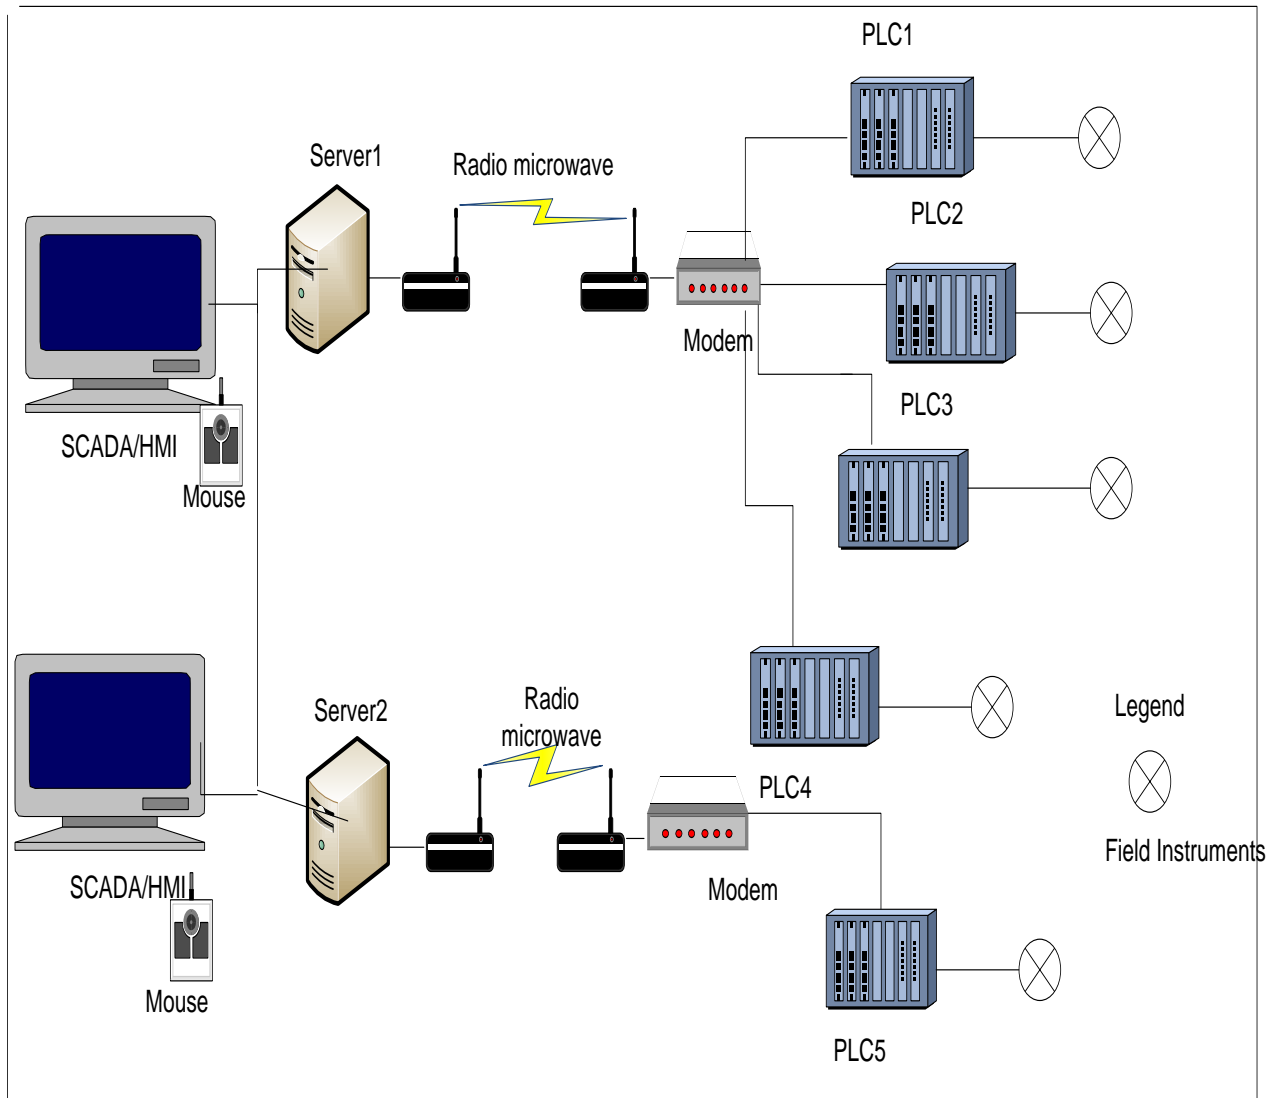 PLC1
Server1
Radio microwave
PLC2
Modem
PLC3
SCADA/HMI
Mouse
Server2
Radio
microwave
Legend
PLC4
Field Instruments
SCADA/HMI
Modem
Mouse
PLC5